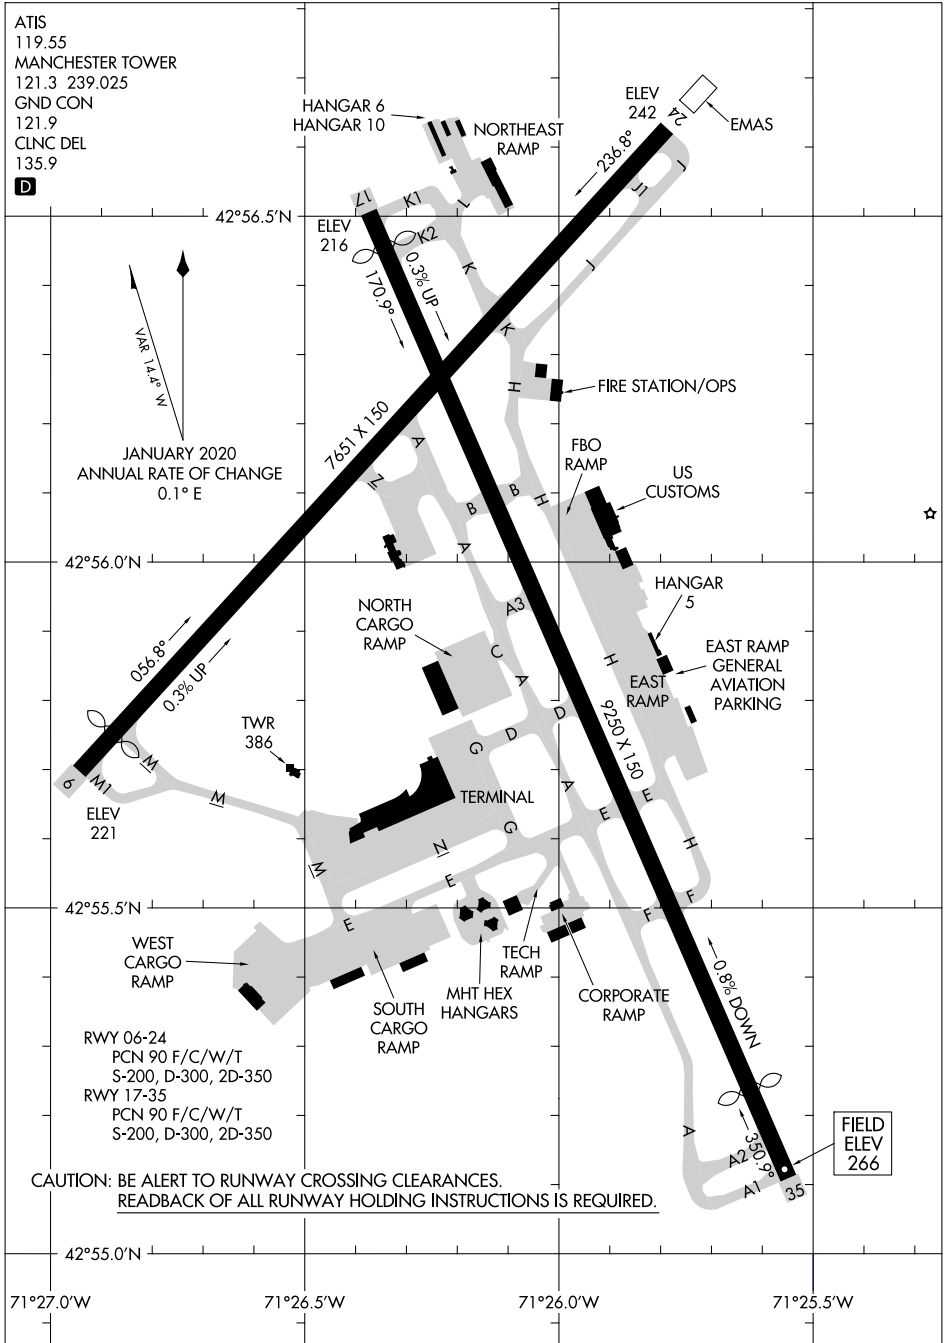 ATIS
119.55
MANCHESTER TOWER
121.3 239.025
GND CON
121.9
CLNC DEL
135.9
D
HANGAR 6
HANGAR 10
NORTHEAST
RAMP
ELEV
242
24
EMAS
236.8°
J
J1
J
17
K1
L
42°56.5'N
ELEV
216
K2
K
170.9°
0.3% UP
K
VAR 14.4° W
H
FIRE STATION/OPS
JANUARY 2020
ANNUAL RATE OF CHANGE
0.1° E
7651 X 150
A
Z
FBO
RAMP
US
CUSTOMS
B
B
H
A
42°56.0'N
NORTH
CARGO
RAMP
A3
HANGAR
5
C
H
EAST RAMP
GENERAL
AVIATION
PARKING
056.8°
0.3% UP
A
EAST
RAMP
TWR
386
D
D
G
9250 X 150
6
M1
M
M
ELEV
221
TERMINAL
A
E
E
G
H
N
M
E
E
F
F
42°55.5'N
WEST
CARGO
RAMP
SOUTH
CARGO
RAMP
MHT HEX
HANGARS
TECH
RAMP
CORPORATE
RAMP
0.8% DOWN
RWY 06-24
PCN 90 F/C/W/T
S-200, D-300, 2D-350
RWY 17-35
PCN 90 F/C/W/T
S-200, D-300, 2D-350
A
A2
A1
350.9°
35
FIELD
ELEV
266
CAUTION: BE ALERT TO RUNWAY CROSSING CLEARANCES.
READBACK OF ALL RUNWAY HOLDING INSTRUCTIONS IS REQUIRED.
42°55.0'N
71°27.0'W
71°26.5'W
71°26.0'W
71°25.5'W